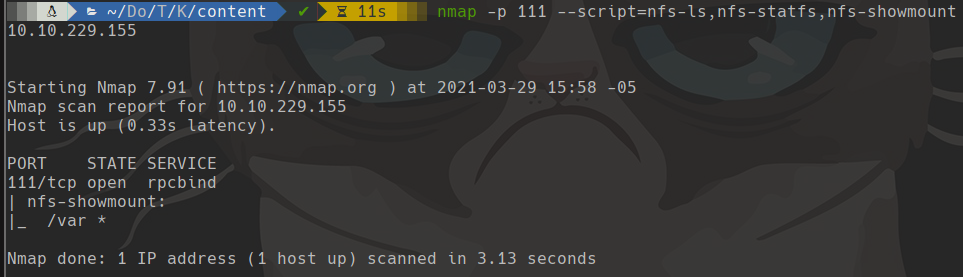 ~/Do/T/K/content ✔ 11s nmap -p 111 --script=nfs-ls,nfs-statfs,nfs-showmount
10.10.229.155
Starting Nmap 7.91 ( https://nmap.org ) at 2021-03-29 15:58 -05
Nmap scan report for 10.10.229.155
Host is up (0.33s latency).
PORT    STATE SERVICE
111/tcp open  rpcbind
| nfs-showmount:
|_  /var *
Nmap done: 1 IP address (1 host up) scanned in 3.13 seconds